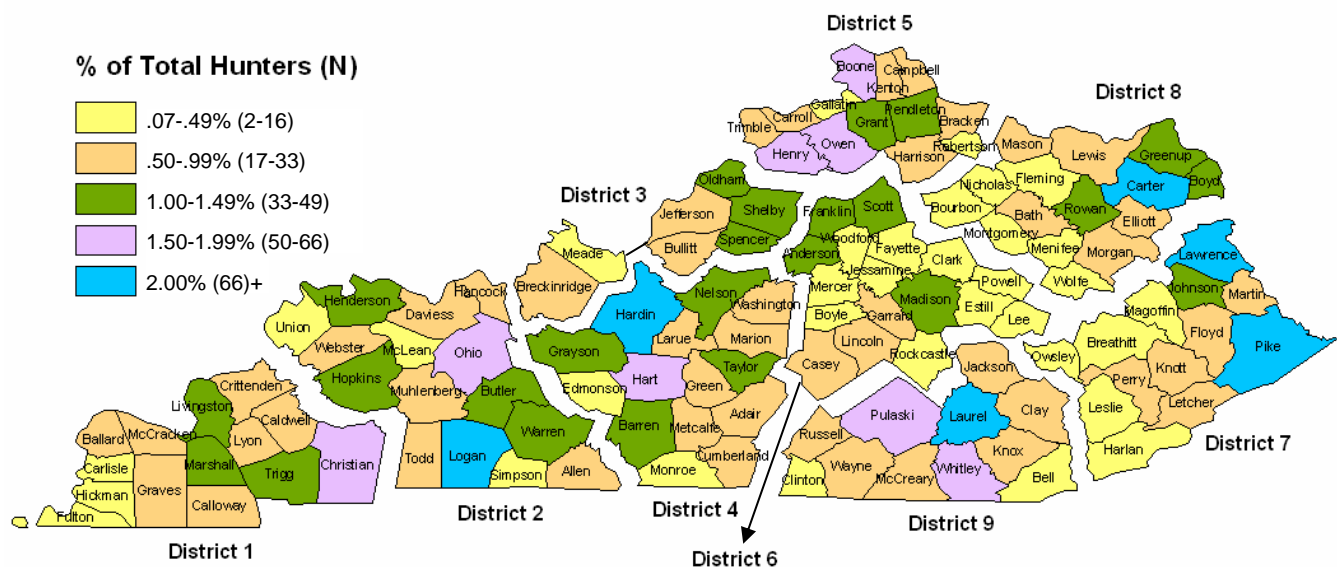 % of Total Hunters (N)
.07-.49% (2-16)
.50-.99% (17-33)
1.00-1.49% (33-49)
1.50-1.99% (50-66)
2.00% (66)+
District 5
Boone
Campbell
Kenton
Gallatin
Carroll
Trimble
Grant
Pendleton
Bracken
Owen
Henry
Harrison
Robertson
District 8
Mason
Lewis
Greenup
Fleming
Nicholas
Carter
Boyd
Bourbon
Bath
Rowan
Elliott
Montgomery
Menifee
Morgan
Wolfe
District 3
Oldham
Jefferson
Shelby
Bullitt
Spencer
Meade
Breckinridge
Franklin
Scott
Anderson
Woodford
Fayette
Clark
Jessamine
Mercer
Powell
Boyle
Madison
Estill
Lee
Garrard
Lincoln
Casey
Rockcastle
District 6
Lawrence
Johnson
Martin
Magoffin
Floyd
Pike
Breathitt
Owsley
Knott
Perry
Leslie
Letcher
Harlan
District 7
Hardin
Nelson
Washington
Larue
Marion
Grayson
Hart
Taylor
Green
Edmonson
Adair
Barren
Metcalfe
Cumberland
Monroe
District 4
Henderson
Hancock
Daviess
Union
Webster
McLean
Ohio
Hopkins
Muhlenberg
Butler
Warren
Todd
Logan
Simpson
Allen
District 2
Crittenden
Livingston
Caldwell
Lyon
Ballard
McCracken
Marshall
Trigg
Christian
Carlisle
Graves
Hickman
Calloway
Fulton
District 1
Jackson
Pulaski
Laurel
Clay
Russell
Knox
Wayne
Whitley
McCreary
Bell
Clinton
District 9